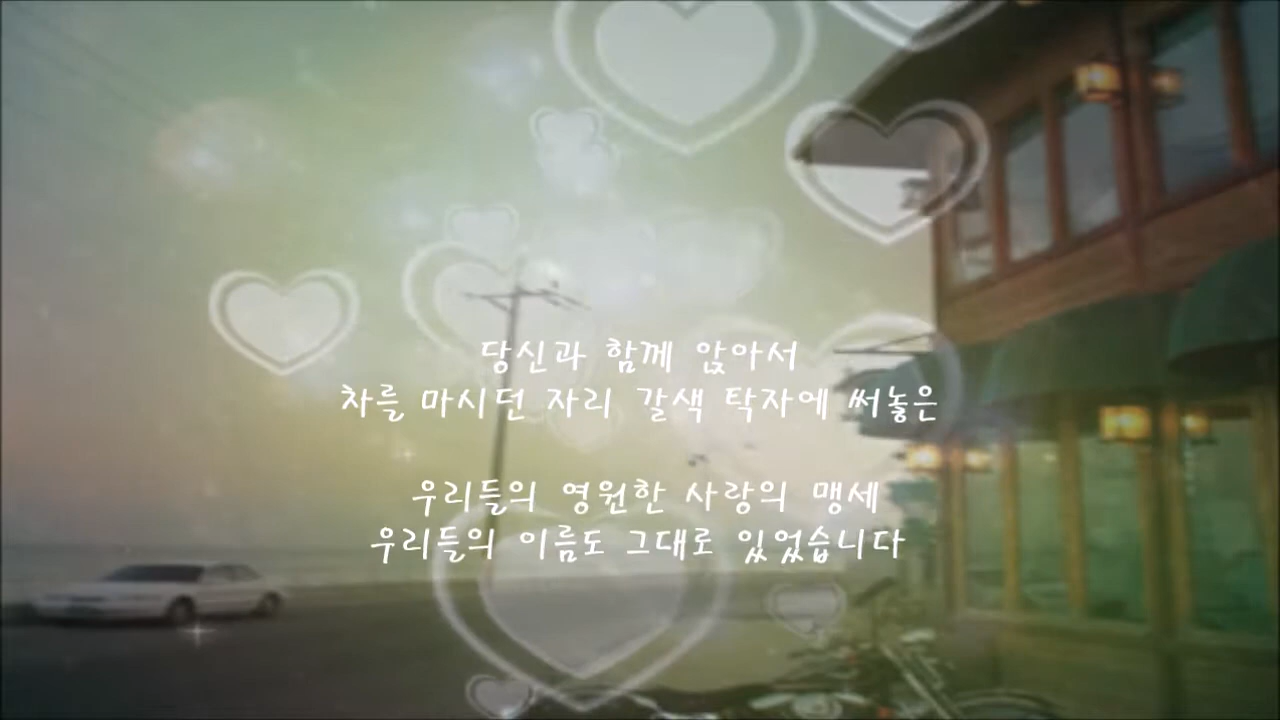 당신과 함께 앉아서
차를 마시던 자리 갈색 탁자에 써놓은
우리들의 영원한 사랑의 맹세
우리들의 이름도 그대로 있었습니다